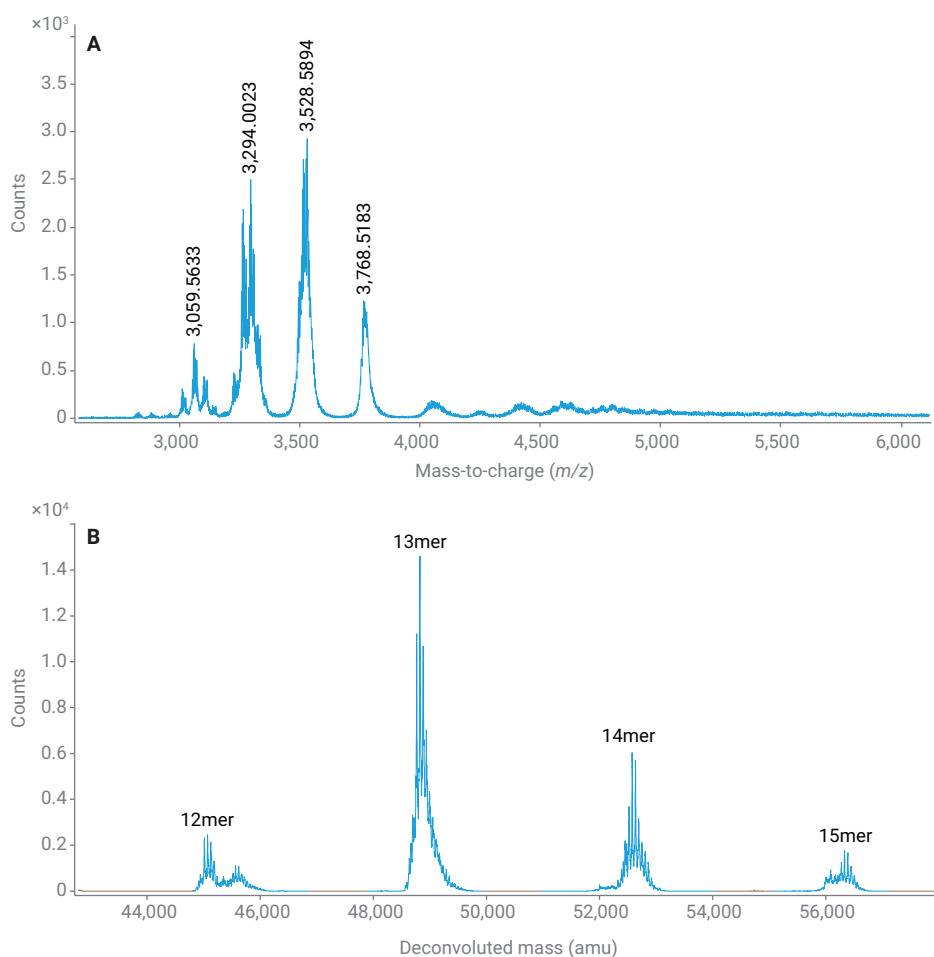 ×10³
A
3.5
3.0
2.5
2.0
1.5
1.0
0.5
0
Counts
3,059.5633
3,294.0023
3,528.5894
3,768.5183
3,000 3,500 4,000 4,500 5,000 5,500 6,000
Mass-to-charge (m/z)
×10⁴
B
1.4
1.2
1.0
0.8
0.6
0.4
0.2
0
Counts
12mer
13mer
14mer
15mer
44,000 46,000 48,000 50,000 52,000 54,000 56,000
Deconvoluted mass (amu)